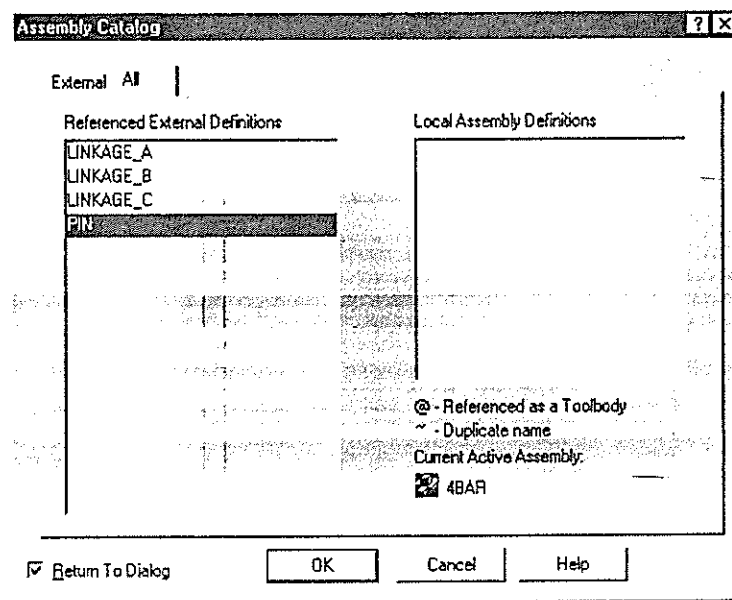 Assembly Catalog ? X
External All
Referenced External Definitions
LINKAGE_A
LINKAGE_B
LINKAGE_C
PIN
Local Assembly Definitions
@ - Referenced as a Toolbody
~ - Duplicate name
Current Active Assembly:
4BAR
Return To Dialog OK Cancel Help